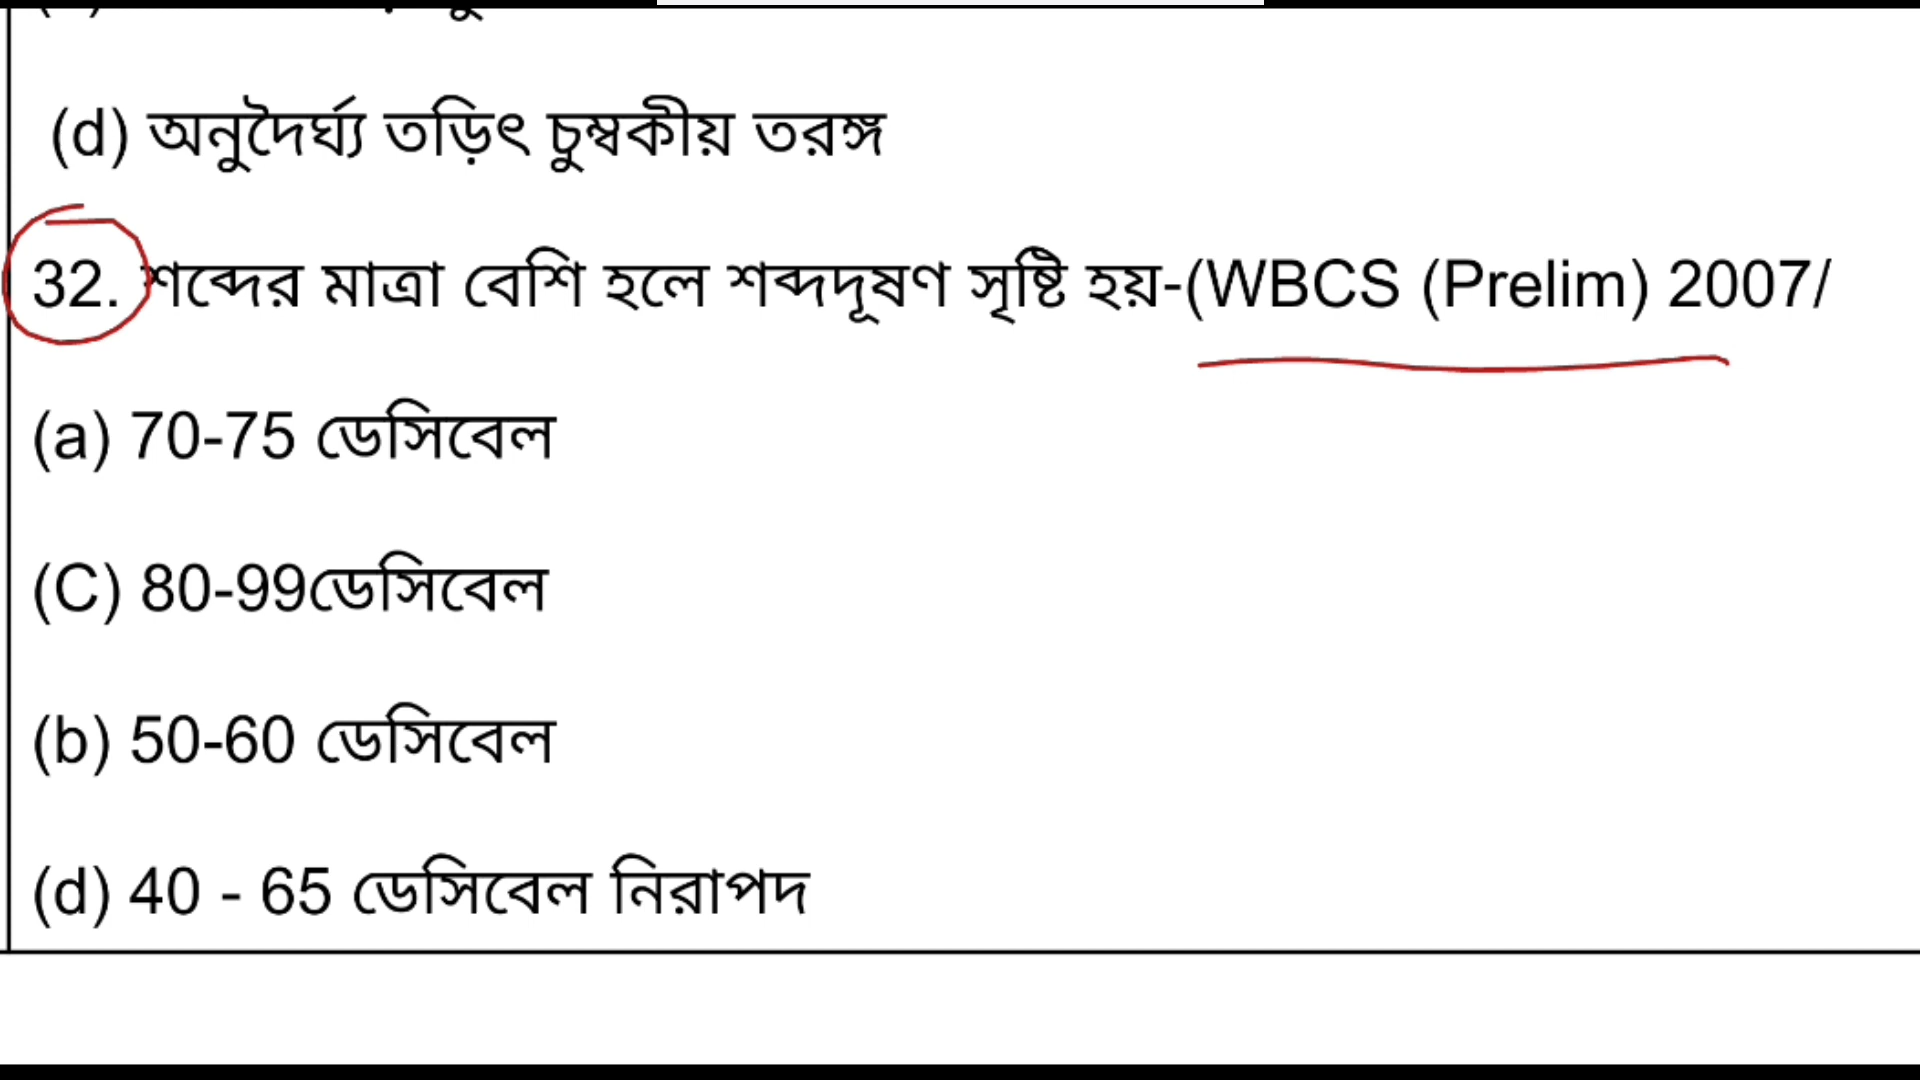 (d) অনুদৈর্ঘ্য তড়িৎ চুম্বকীয় তরঙ্গ
32. শব্দের মাত্রা বেশি হলে শব্দদূষণ সৃষ্টি হয়-(WBCS (Prelim) 2007/
(a) 70-75 ডেসিবেল
(C) 80-99ডেসিবেল
(b) 50-60 ডেসিবেল
(d) 40 - 65 ডেসিবেল নিরাপদ